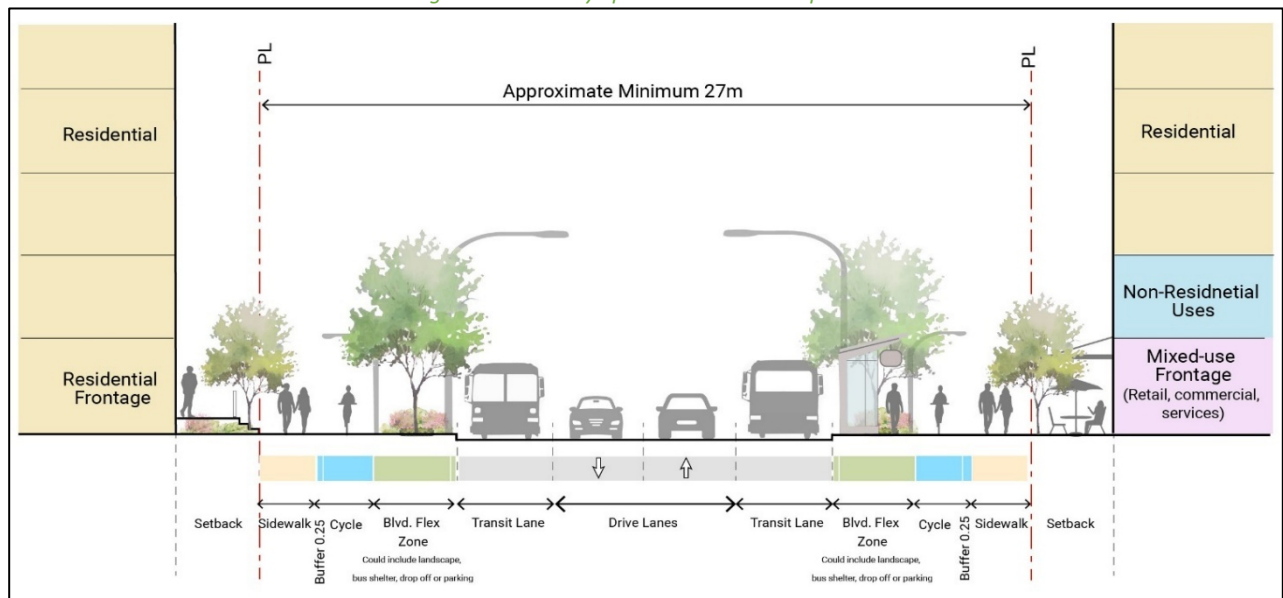 PL
PL
Approximate Minimum 27m
Residential
Residential
Non-Residnetial
Uses
Residential
Frontage
Mixed-use
Frontage
(Retail, commercial,
services)
Setback
Sidewalk
Buffer 0.25
Cycle
Blvd. Flex
Zone
Could include landscape,
bus shelter, drop off or parking
Transit Lane
Drive Lanes
Transit Lane
Blvd. Flex
Zone
Could include landscape,
bus shelter, drop off or parking
Cycle
Buffer 0.25
Sidewalk
Setback